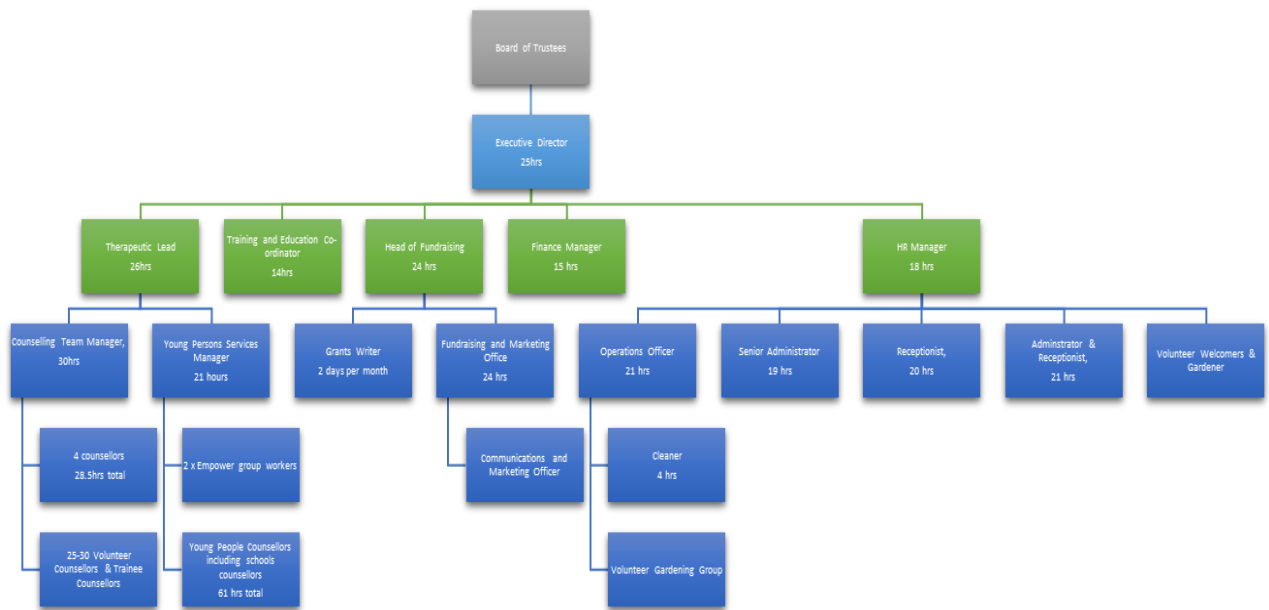 Board of Trustees
Executive Director
25hrs
Therapeutic Lead
26hrs
Training and Education Co-
ordinator
14hrs
Head of Fundraising
24 hrs
Finance Manager
15 hrs
HR Manager
18 hrs
Counselling Team Manager,
30hrs
Young Persons Services
Manager
21 hours
Grants Writer
2 days per month
Fundraising and Marketing
Office
24 hrs
Operations Officer
21 hrs
Senior Administrator
19 hrs
Receptionist,
20 hrs
Adminstrator &
Receptionist,
21 hrs
Volunteer Welcomers &
Gardener
4 counsellors
28.5hrs total
2 x Empower group workers
Communications and
Marketing Officer
Cleaner
4 hrs
25-30 Volunteer
Counsellors & Trainee
Counsellors
Young People Counsellors
including schools
counsellors
61 hrs total
Volunteer Gardening Group